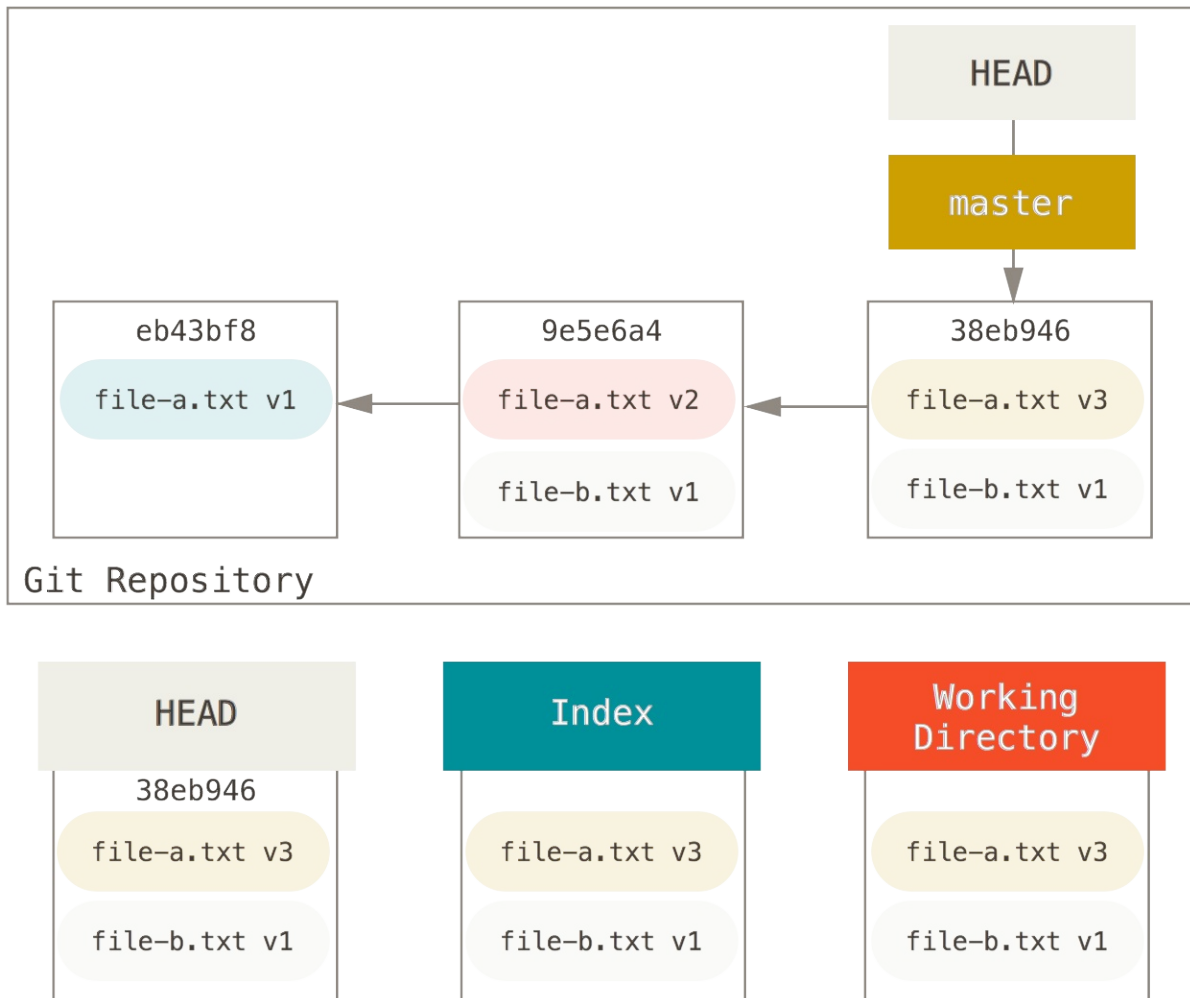 HEAD
master
eb43bf8
9e5e6a4
38eb946
file-a.txt v1
file-a.txt v2
file-a.txt v3
file-b.txt v1
file-b.txt v1
Git Repository
HEAD
Index
Working
Directory
38eb946
file-a.txt v3
file-a.txt v3
file-a.txt v3
file-b.txt v1
file-b.txt v1
file-b.txt v1